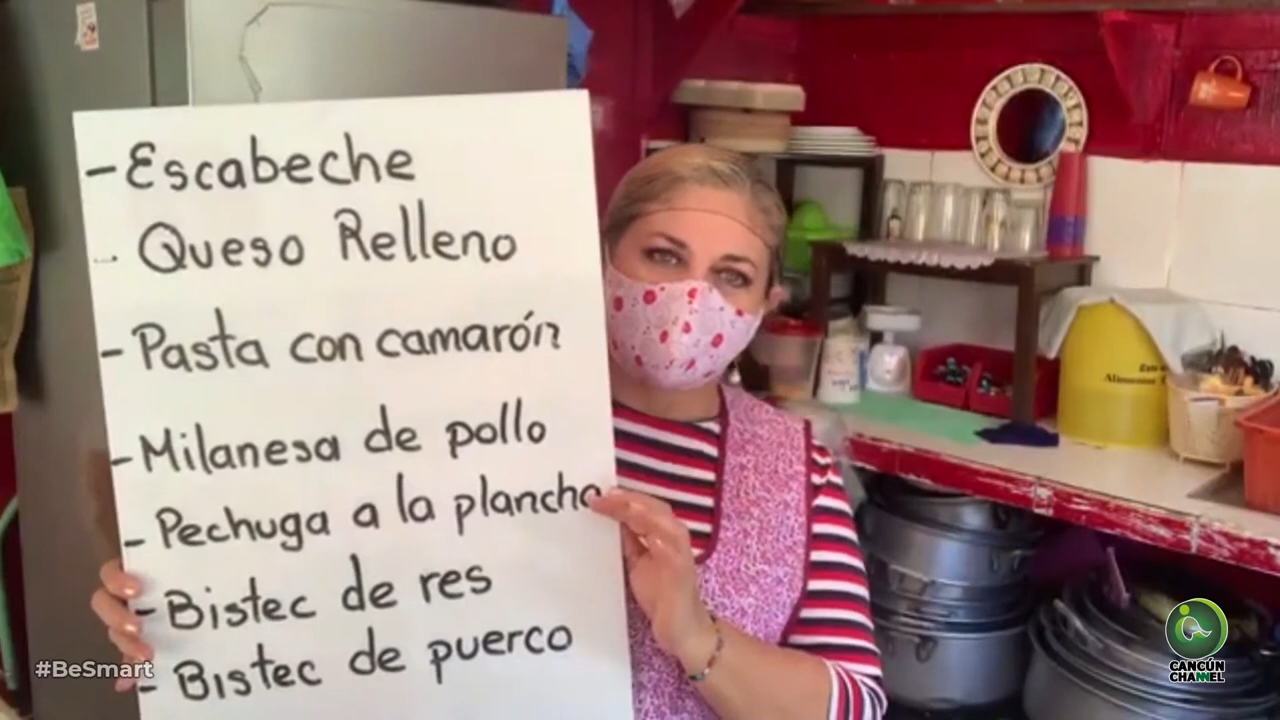 - Escabeche
- Queso Relleno
- Pasta con camarón
- Milanesa de pollo
- Pechuga a la plancha
- Bistec de res
- Bistec de puerco
#BeSmart
CANCÚN
CHANNEL